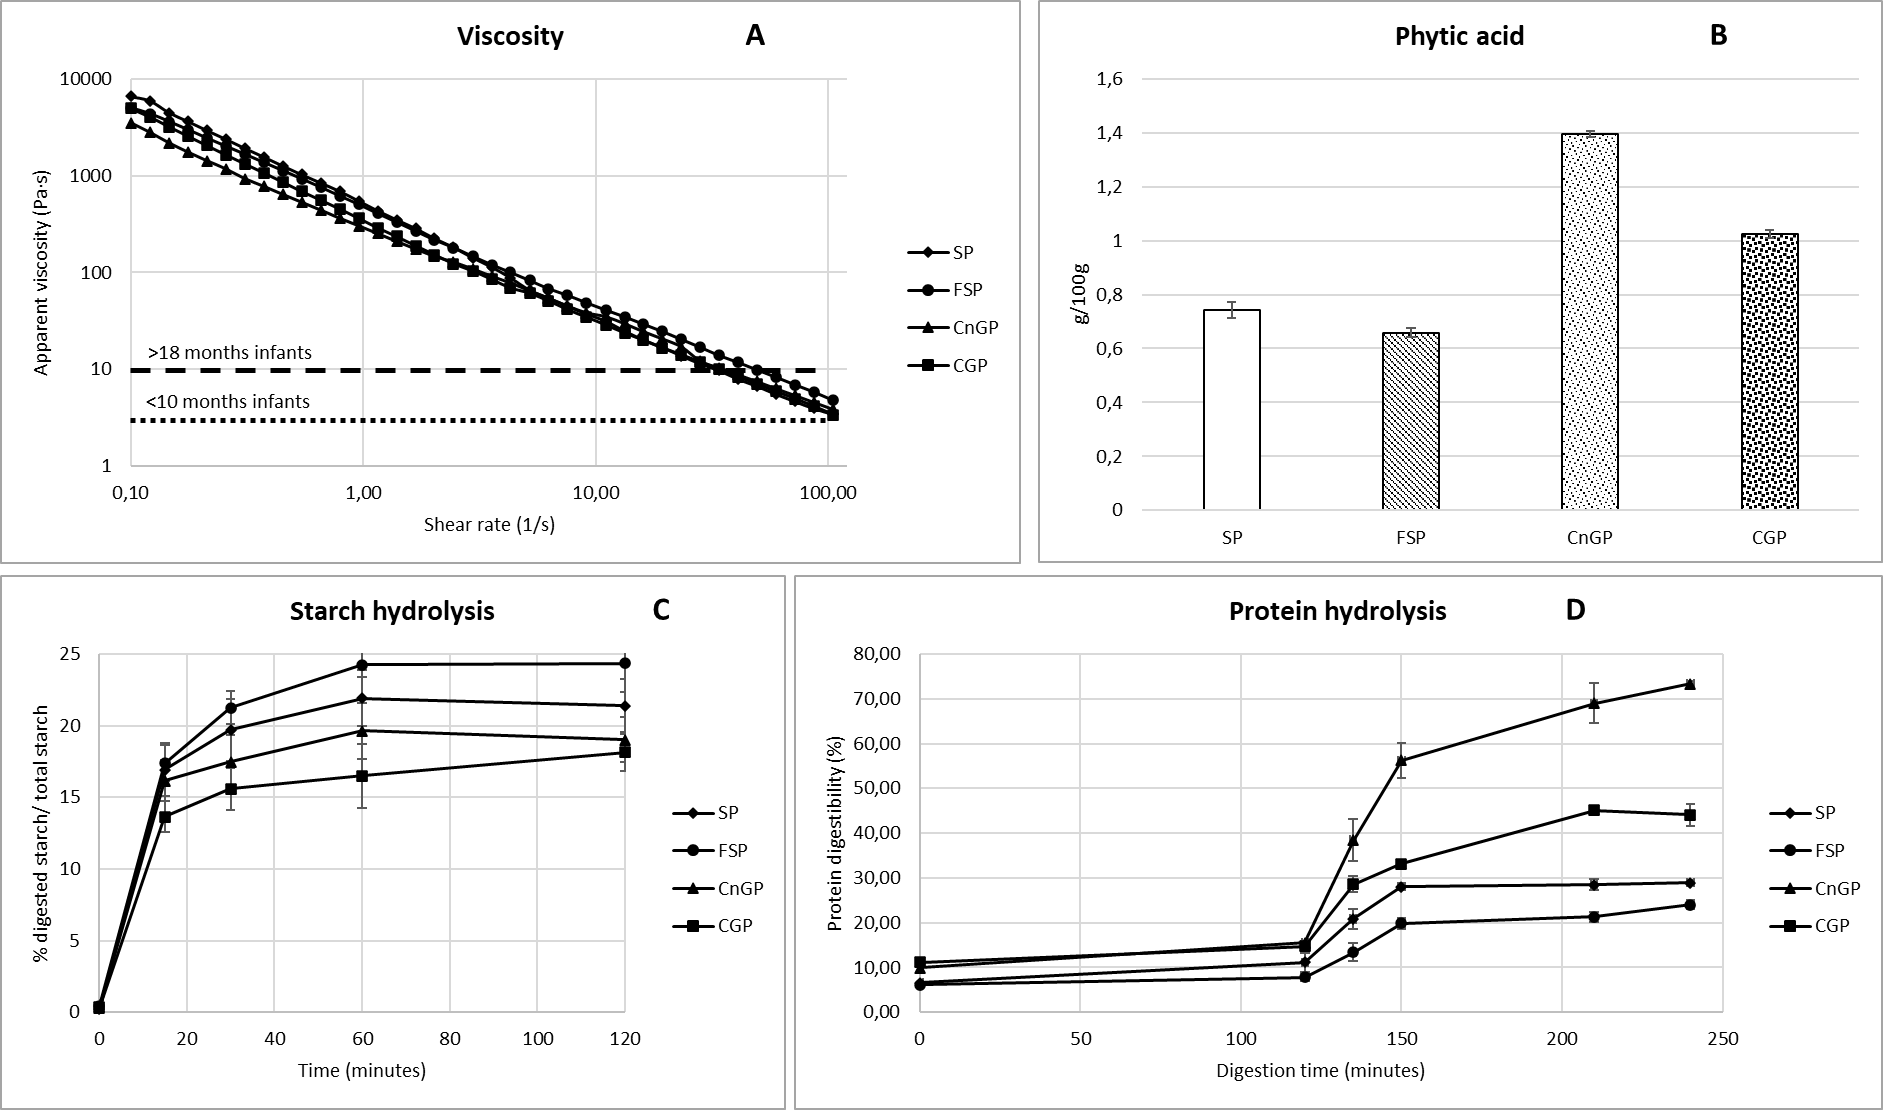 Viscosity A
10000
1000
100
10
1
Apparent viscosity (Pa·s)
>18 months infants
<10 months infants
0,10 1,00 10,00 100,00
Shear rate (1/s)
SP
FSP
CnGP
CGP
Phytic acid B
1,6
1,4
1,2
1
0,8
0,6
0,4
0,2
0
g/100g
SP FSP CnGP CGP
Starch hydrolysis C
25
20
15
10
5
0
% digested starch/ total starch
0 20 40 60 80 100 120
Time (minutes)
SP
FSP
CnGP
CGP
Protein hydrolysis D
80,00
70,00
60,00
50,00
40,00
30,00
20,00
10,00
0,00
Protein digestibility (%)
0 50 100 150 200 250
Digestion time (minutes)
SP
FSP
CnGP
CGP